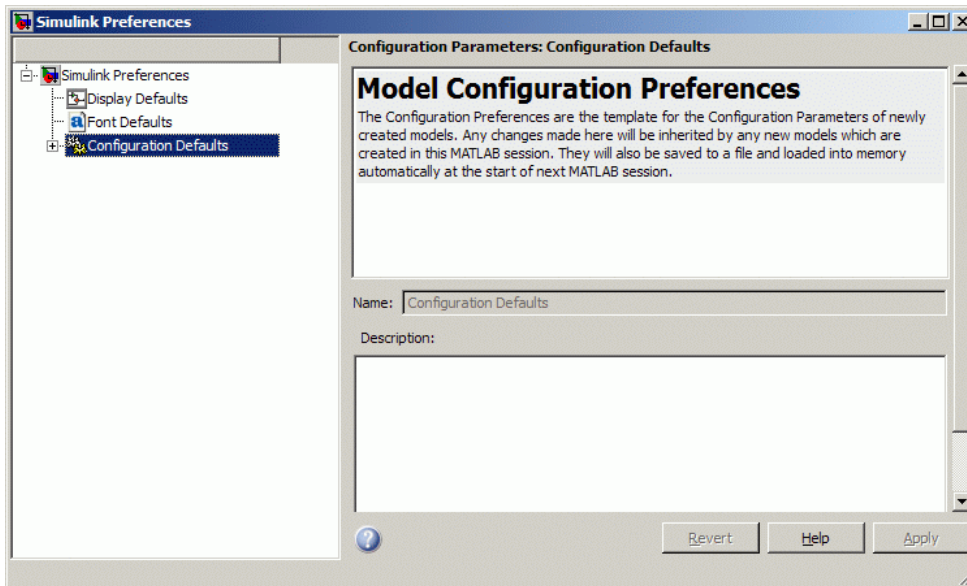 Simulink Preferences
Simulink Preferences
Display Defaults
Font Defaults
Configuration Defaults
Configuration Parameters: Configuration Defaults
Model Configuration Preferences
The Configuration Preferences are the template for the Configuration Parameters of newly
created models. Any changes made here will be inherited by any new models which are
created in this MATLAB session. They will also be saved to a file and loaded into memory
automatically at the start of next MATLAB session.
Name: Configuration Defaults
Description:
Revert Help Apply